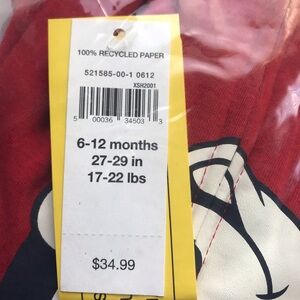 100% RECYCLED PAPER
521585-00-1 0612
XSH2001
5 00036 34503 3
6-12 months
27-29 in
17-22 lbs
$34.99